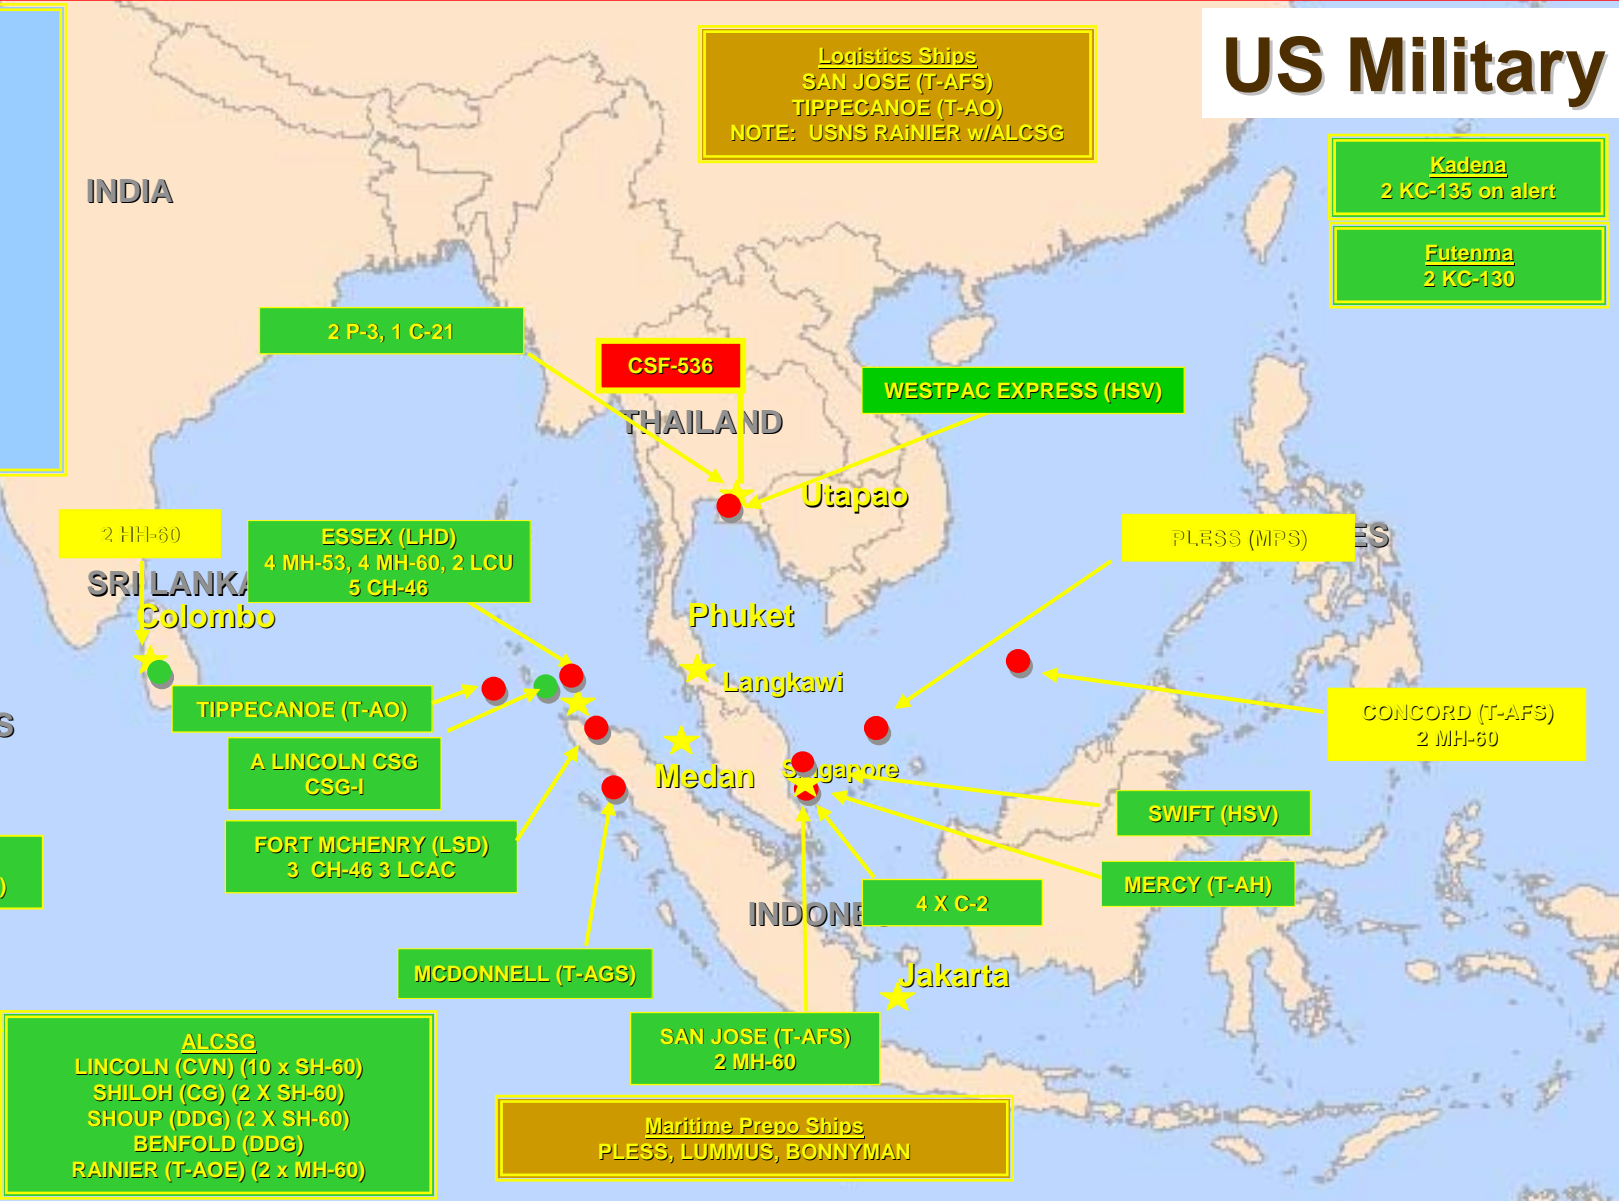 US Military
Logistics Ships
SAN JOSE (T-AFS)
TIPPECANOE (T-AO)
NOTE: USNS RAiNIER w/ALCSG
Kadena
2 KC-135 on alert
INDIA
Futenma
2 KC-130
2 P-3, 1 C-21
CSF-536
WESTPAC EXPRESS (HSV)
THAILAND
Utapao
2 HH-60
ESSEX (LHD)
4 MH-53, 4 MH-60, 2 LCU
5 CH-46
PLESS (MPS)
ES
SRI LANKA
Colombo
Phuket
Langkawi
TIPPECANOE (T-AO)
CONCORD (T-AFS)
2 MH-60
S
A LINCOLN CSG
CSG-I
Medan
Singapore
SWIFT (HSV)
FORT MCHENRY (LSD)
3 CH-46 3 LCAC
MERCY (T-AH)
)
4 X C-2
INDONE
MCDONNELL (T-AGS)
Jakarta
SAN JOSE (T-AFS)
2 MH-60
ALCSG
LINCOLN (CVN) (10 x SH-60)
SHILOH (CG) (2 X SH-60)
SHOUP (DDG) (2 X SH-60)
BENFOLD (DDG)
RAINIER (T-AOE) (2 x MH-60)
Maritime Prepo Ships
PLESS, LUMMUS, BONNYMAN